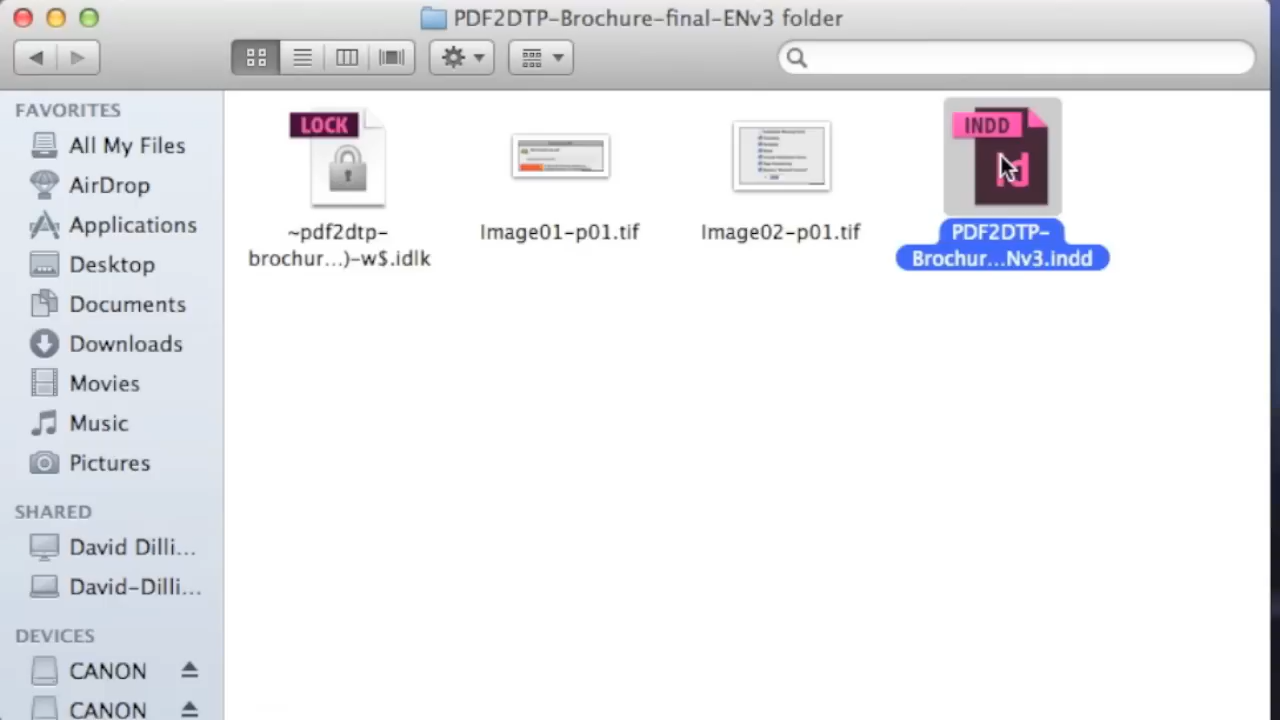 PDF2DTP-Brochure-final-ENv3 folder
FAVORITES
All My Files
AirDrop
Applications
Desktop
Documents
Downloads
Movies
Music
Pictures
SHARED
David Dilli...
David-Dilli...
DEVICES
CANON
CANON
LOCK
~pdf2dtp-
brochur...)-w$.idlk
Image01-p01.tif
Image02-p01.tif
INDD
Id
PDF2DTP-
Brochur...Nv3.indd